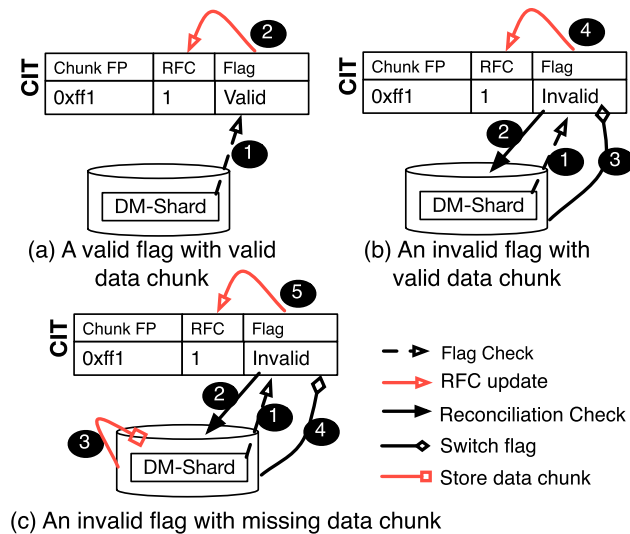 2
CIT
Chunk FP RFC Flag
0xff1 1 Valid
1
DM-Shard
(a) A valid flag with valid
data chunk
4
CIT
Chunk FP RFC Flag
0xff1 1 Invalid
2
1
3
DM-Shard
(b) An invalid flag with
valid data chunk
5
CIT
Chunk FP RFC Flag
0xff1 1 Invalid
2
1
3
4
DM-Shard
(c) An invalid flag with missing data chunk
Flag Check
RFC update
Reconciliation Check
Switch flag
Store data chunk